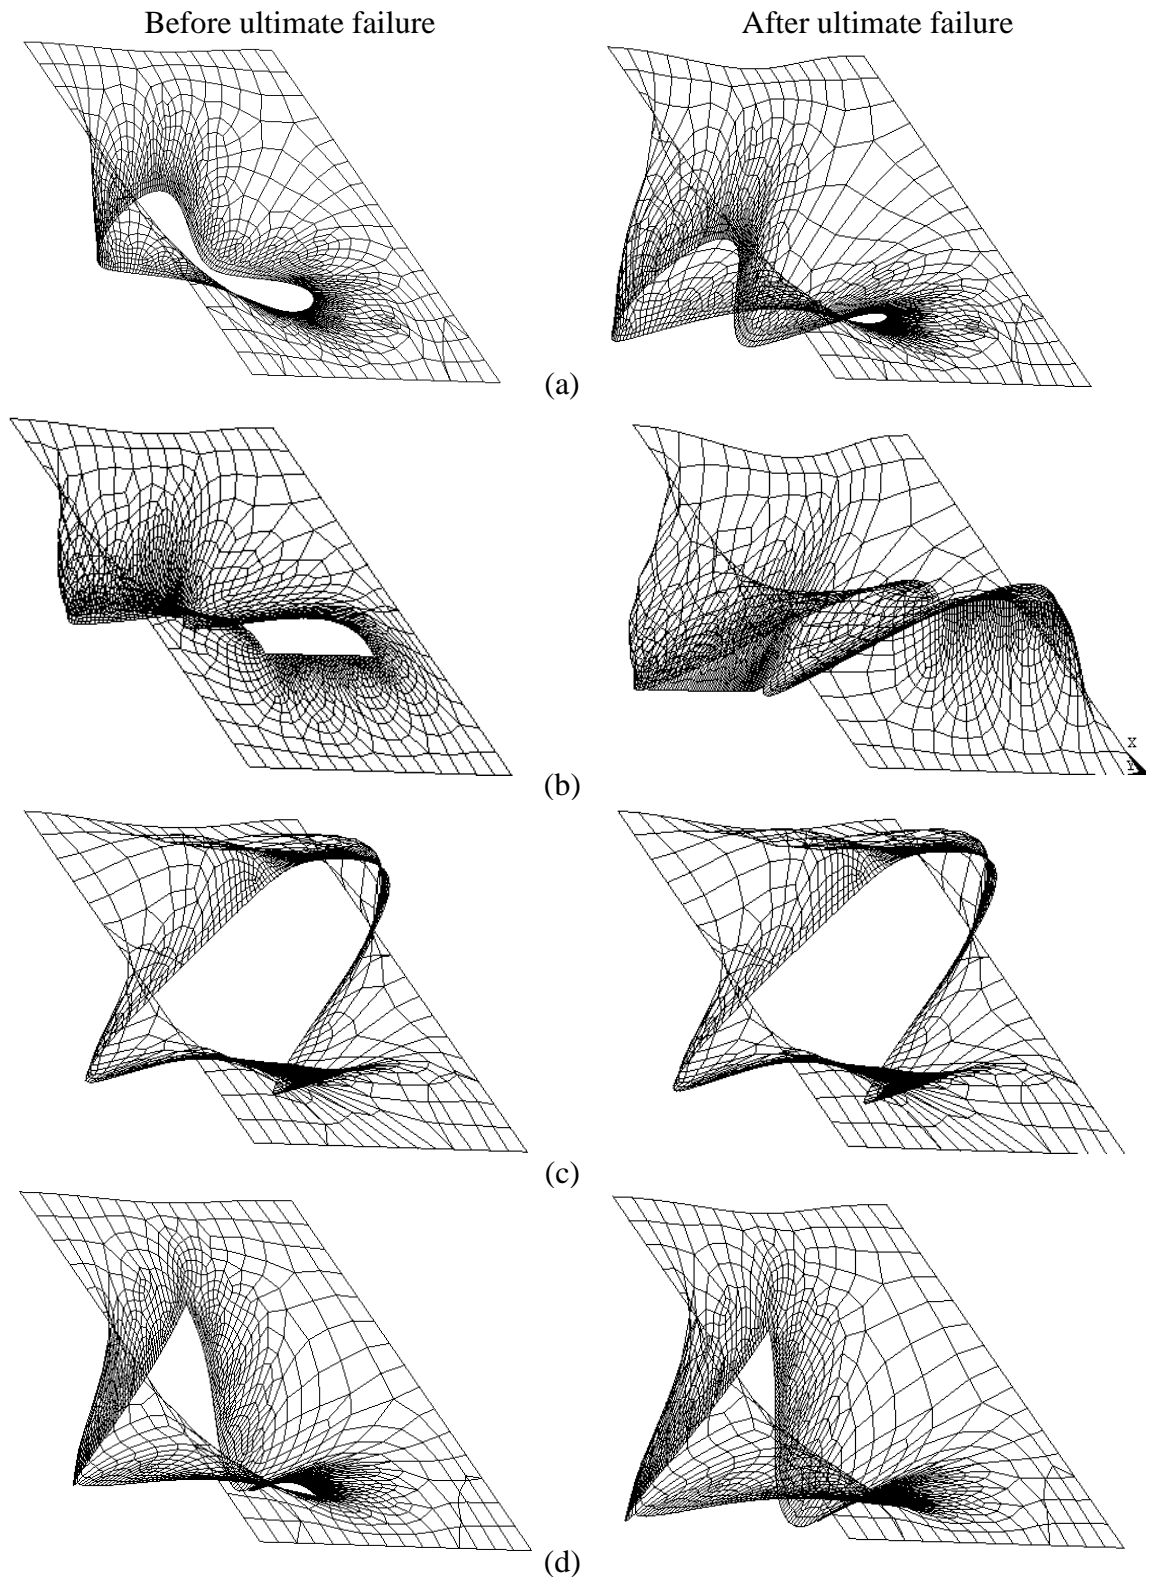 Before ultimate failure
After ultimate failure
(a)
X
Y
(b)
(c)
(d)